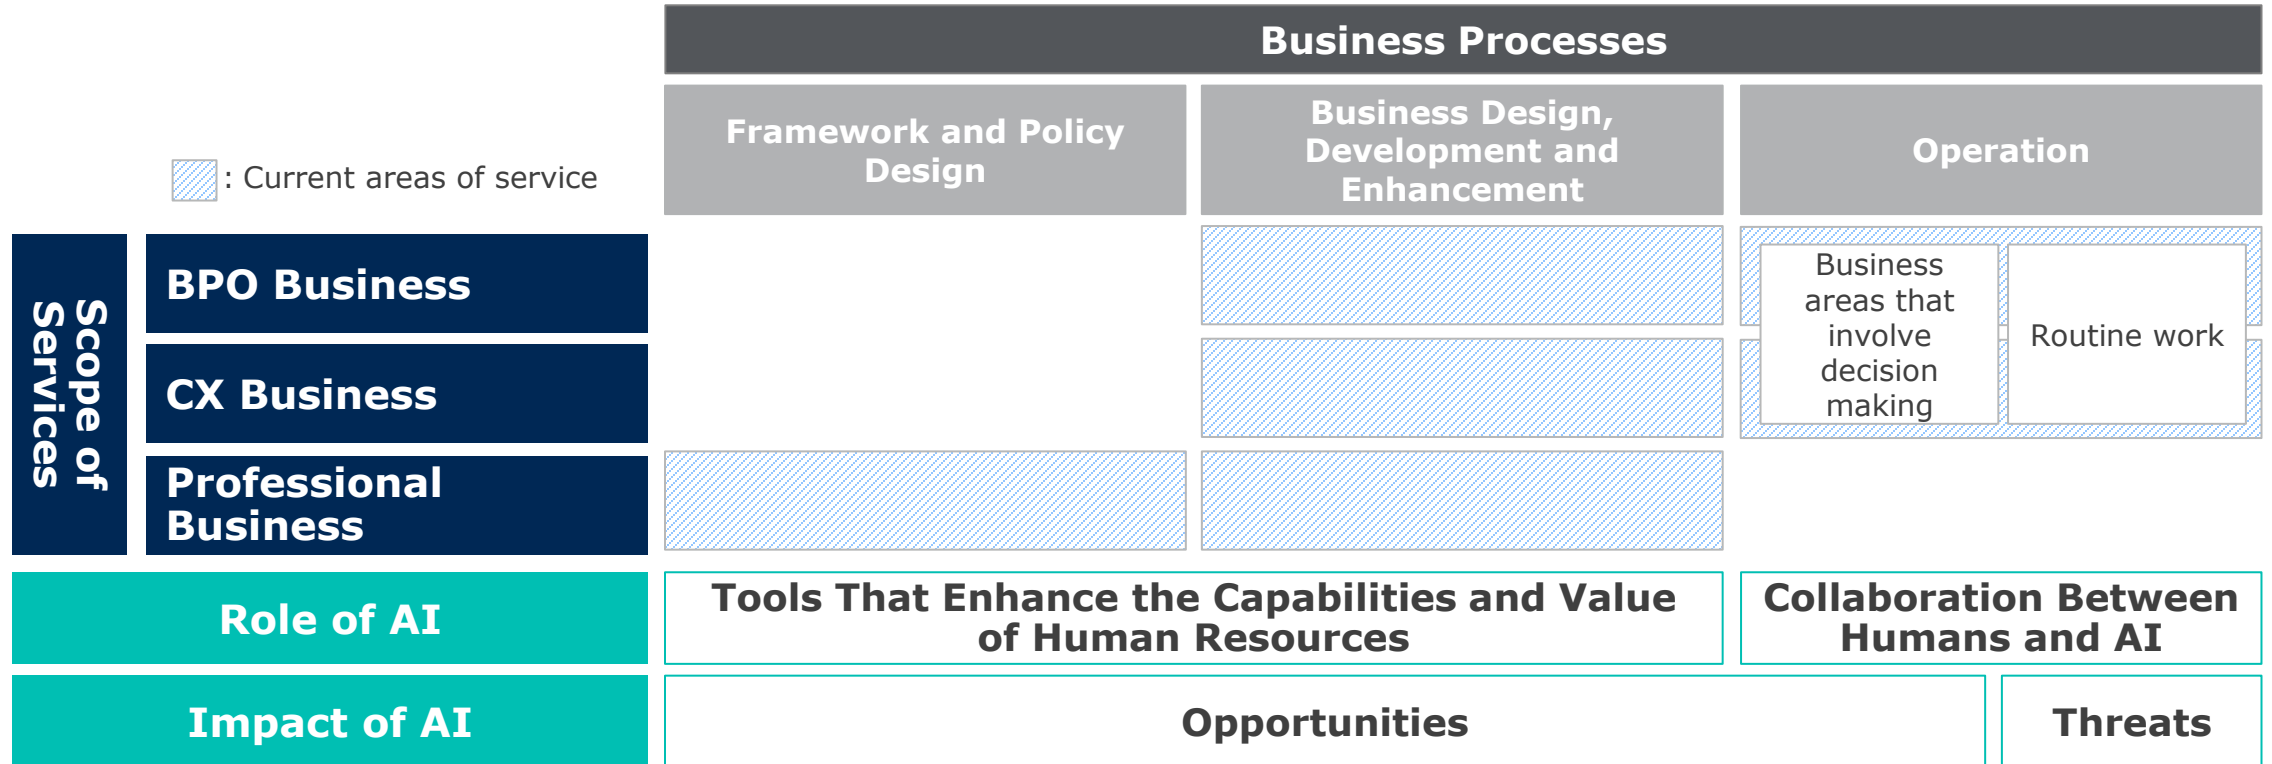 Business Processes
Framework and Policy
Design
Business Design,
Development and
Enhancement
Operation
: Current areas of service
Scope of
Services
BPO Business
CX Business
Professional
Business
Business
areas that
involve
decision
making
Routine work
Role of AI
Tools That Enhance the Capabilities and Value
of Human Resources
Collaboration Between
Humans and AI
Impact of AI
Opportunities
Threats